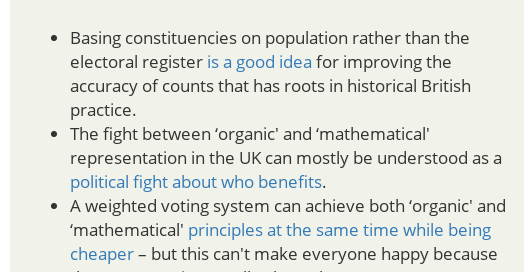 Basing constituencies on population rather than the
electoral register is a good idea for improving the
accuracy of counts that has roots in historical British
practice.
The fight between ‘organic' and ‘mathematical'
representation in the UK can mostly be understood as a
political fight about who benefits.
A weighted voting system can achieve both ‘organic' and
‘mathematical' principles at the same time while being
cheaper – but this can't make everyone happy because